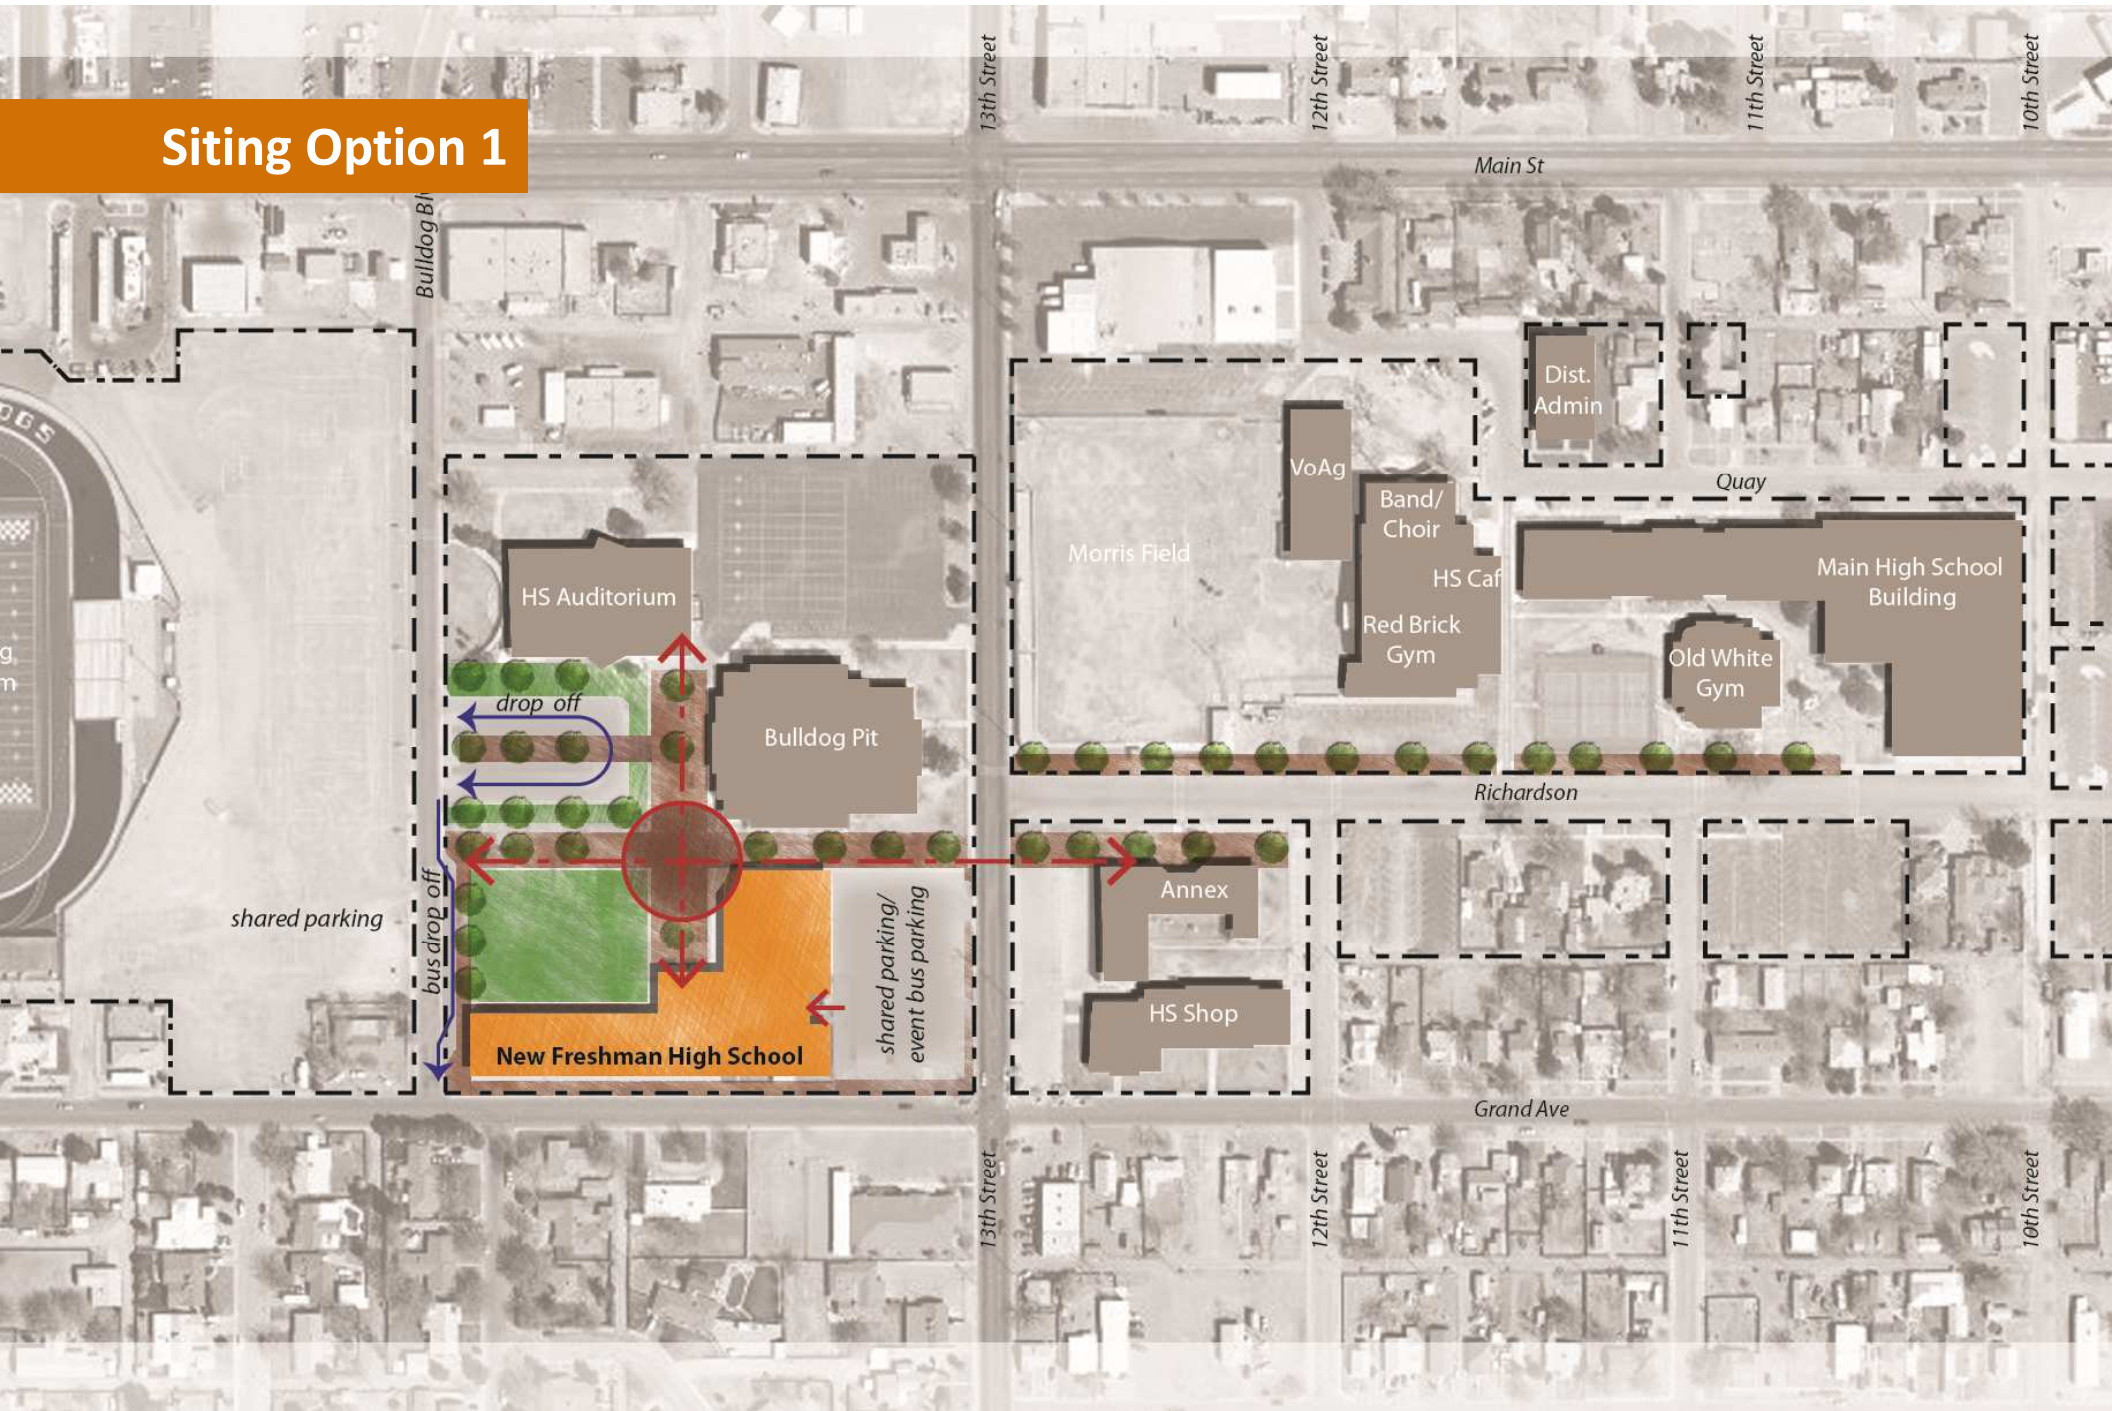 Siting Option 1
13th Street
12th Street
11th Street
10th Street
Main St
Bulldog Bl
Dist.
Admin
VoAg
Quay
Band/
Choir
Morris Field
HS Caf
Main High School
Building
HS Auditorium
Red Brick
Gym
Old White
Gym
drop off
Bulldog Pit
Richardson
shared parking
bus drop off
shared parking/
event bus parking
Annex
HS Shop
New Freshman High School
Grand Ave
13th Street
12th Street
11th Street
10th Street
OGS
g
m